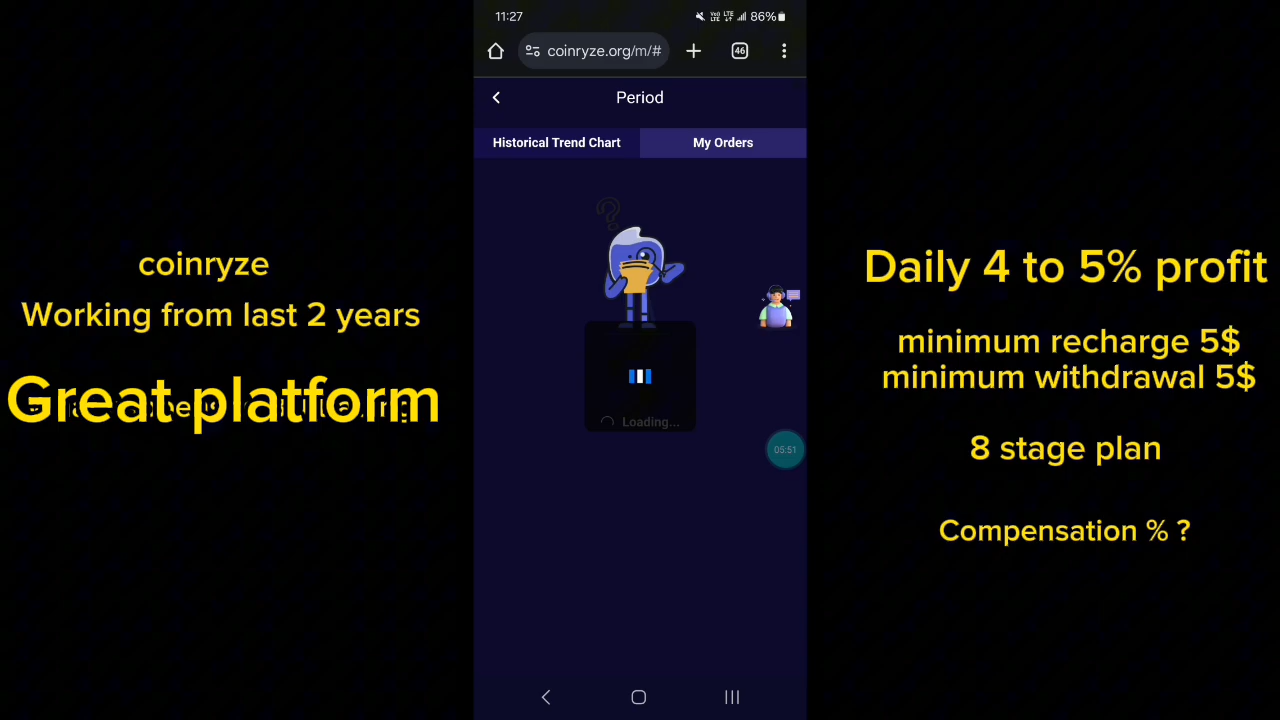 11:27
86%
coinryze.org/m/#
46
Period
Historical Trend Chart
My Orders
Loading...
05:51
coinryze
Working from last 2 years
Great platform
Daily 4 to 5% profit
minimum recharge 5$
minimum withdrawal 5$
8 stage plan
Compensation % ?